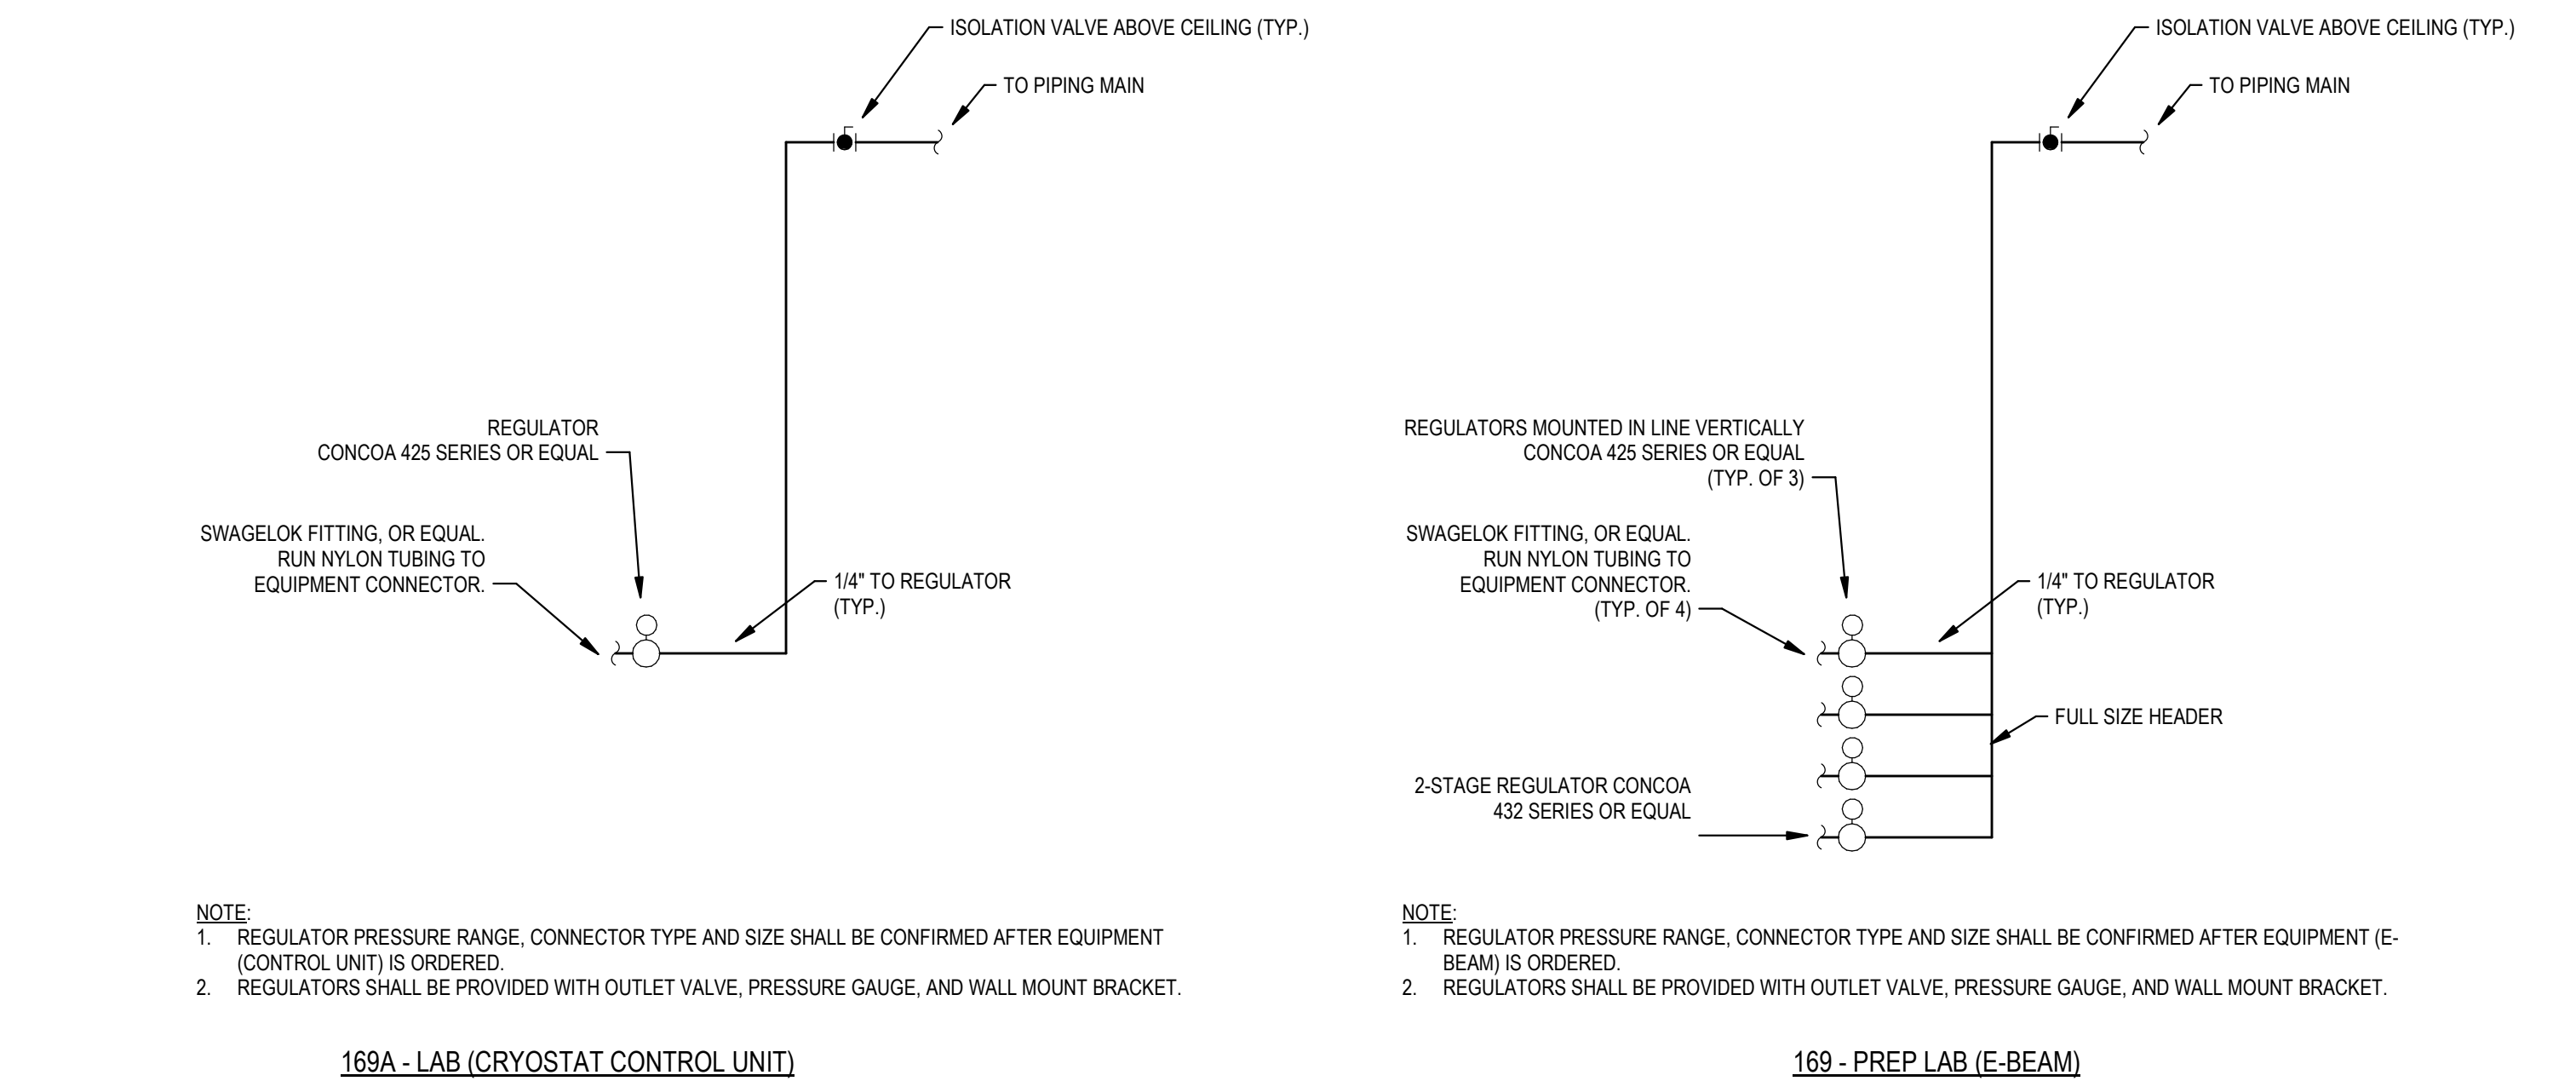 ISOLATION VALVE ABOVE CEILING (TYP.)
TO PIPING MAIN
REGULATOR
CONCOA 425 SERIES OR EQUAL
SWAGELOK FITTING, OR EQUAL.
RUN NYLON TUBING TO
EQUIPMENT CONNECTOR.
1/4" TO REGULATOR
(TYP.)
NOTE:
1. REGULATOR PRESSURE RANGE, CONNECTOR TYPE AND SIZE SHALL BE CONFIRMED AFTER EQUIPMENT
(CONTROL UNIT) IS ORDERED.
2. REGULATORS SHALL BE PROVIDED WITH OUTLET VALVE, PRESSURE GAUGE, AND WALL MOUNT BRACKET.
169A - LAB (CRYOSTAT CONTROL UNIT)
ISOLATION VALVE ABOVE CEILING (TYP.)
TO PIPING MAIN
REGULATORS MOUNTED IN LINE VERTICALLY
CONCOA 425 SERIES OR EQUAL
(TYP. OF 3)
SWAGELOK FITTING, OR EQUAL.
RUN NYLON TUBING TO
EQUIPMENT CONNECTOR.
(TYP. OF 4)
1/4" TO REGULATOR
(TYP.)
FULL SIZE HEADER
2-STAGE REGULATOR CONCOA
432 SERIES OR EQUAL
NOTE:
1. REGULATOR PRESSURE RANGE, CONNECTOR TYPE AND SIZE SHALL BE CONFIRMED AFTER EQUIPMENT (E-
BEAM) IS ORDERED.
2. REGULATORS SHALL BE PROVIDED WITH OUTLET VALVE, PRESSURE GAUGE, AND WALL MOUNT BRACKET.
169 - PREP LAB (E-BEAM)